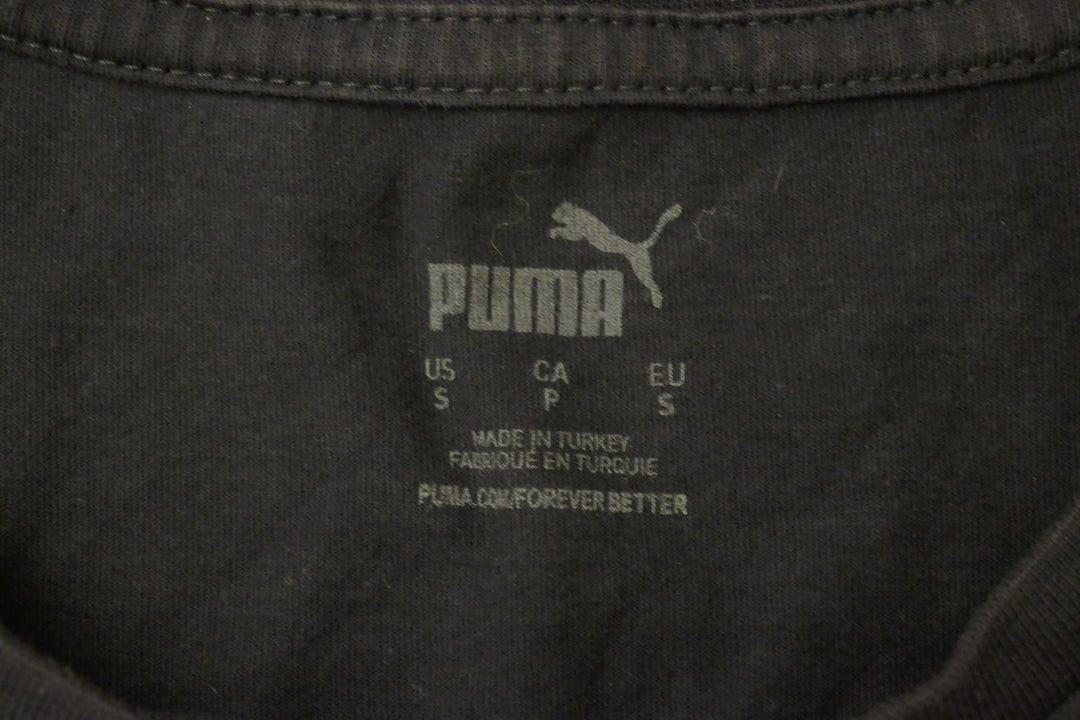 PUMA
US CA EU
S P S
MADE IN TURKEY
FABRIQUÉ EN TURQUIE
PUMA.COM/FOREVER BETTER